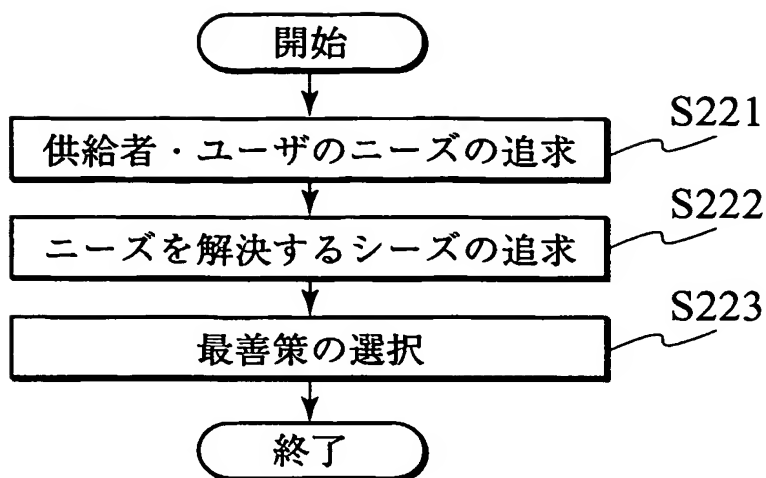 開始
S221
供給者・ユーザのニーズの追求
S222
ニーズを解決するシーズの追求
S223
最善策の選択
終了